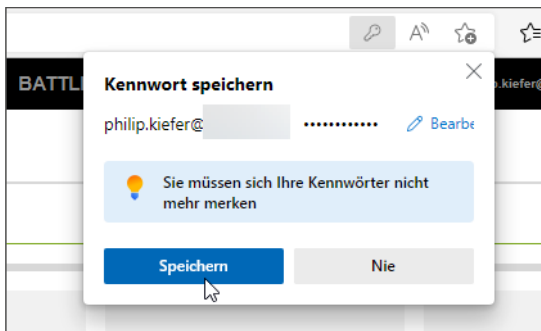 BATTL
Kennwort speichern
p.kiefer@
philip.kiefer@ •••••••••••• Bearbe
Sie müssen sich Ihre Kennwörter nicht
mehr merken
Speichern Nie